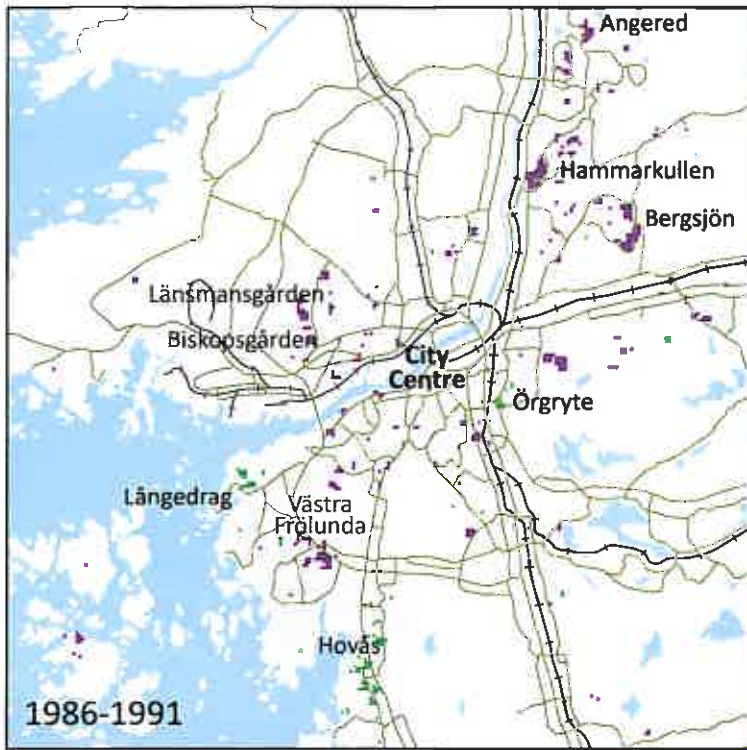 Angered
Hammarkullen
Bergsjön
Länsmansgården
Biskopsgården
City
Centre
Örgryte
Långedrag
Västra
Frölunda
Hovås
1986-1991